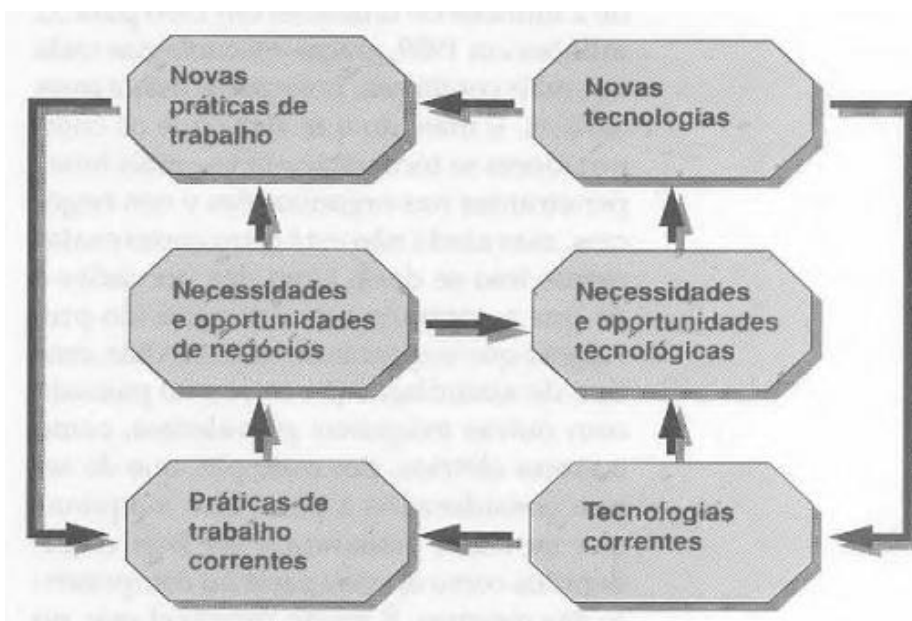 Novas
práticas de
trabalho
Novas
tecnologias
Necessidades
e oportunidades
de negócios
Necessidades
e oportunidades
tecnológicas
Práticas de
trabalho
correntes
Tecnologias
correntes